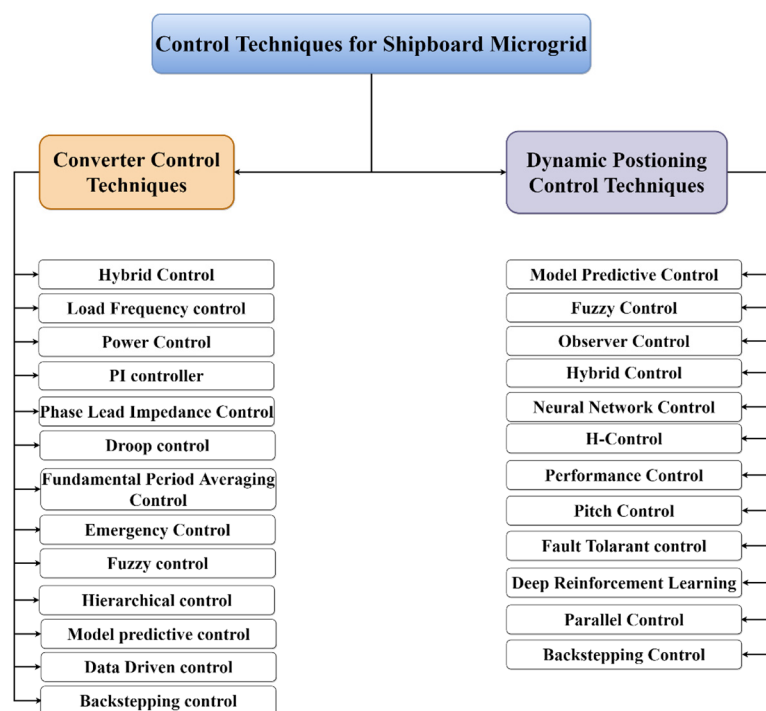 Control Techniques for Shipboard Microgrid
Converter Control
Techniques
Hybrid Control
Load Frequency control
Power Control
PI controller
Phase Lead Impedance Control
Droop control
Fundamental Period Averaging
Control
Emergency Control
Fuzzy control
Hierarchical control
Model predictive control
Data Driven control
Backstepping control
Dynamic Postioning
Control Techniques
Model Predictive Control
Fuzzy Control
Observer Control
Hybrid Control
Neural Network Control
H-Control
Performance Control
Pitch Control
Fault Tolarant control
Deep Reinforcement Learning
Parallel Control
Backstepping Control